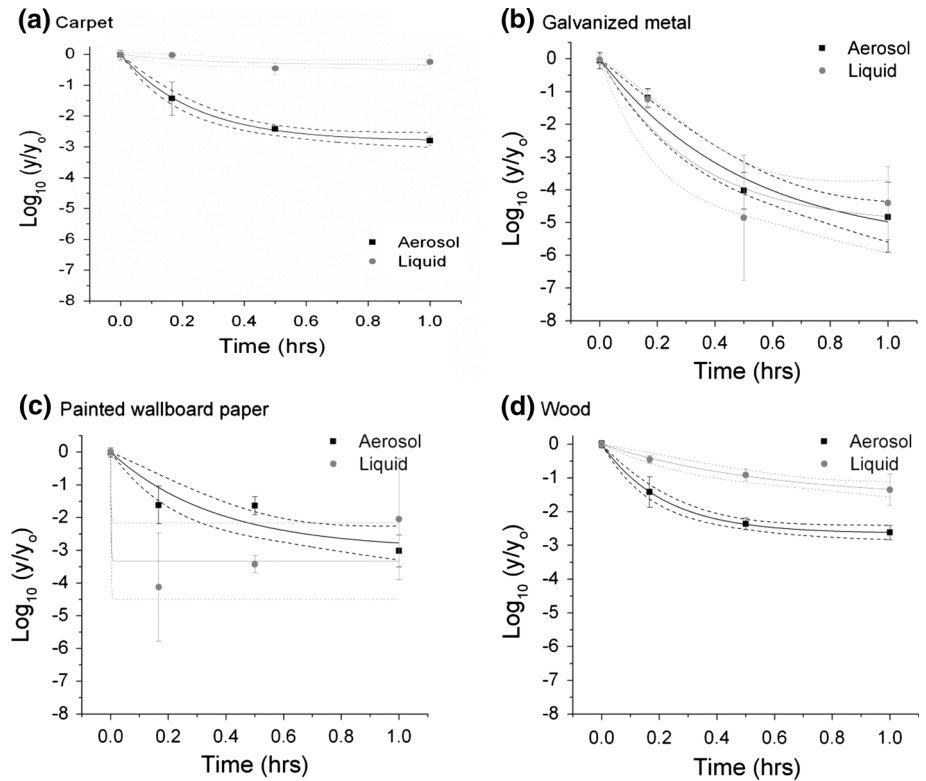 (a) Carpet
0
-1
-2
-3
-4
-5
-6
-7
-8
Log10 (y/yo)
Aerosol
Liquid
0.0 0.2 0.4 0.6 0.8 1.0
Time (hrs)
(b) Galvanized metal
0
-1
-2
-3
-4
-5
-6
-7
-8
Log10 (y/yo)
Aerosol
Liquid
0.0 0.2 0.4 0.6 0.8 1.0
Time (hrs)
(c) Painted wallboard paper
0
-1
-2
-3
-4
-5
-6
-7
-8
Log10 (y/yo)
Aerosol
Liquid
0.0 0.2 0.4 0.6 0.8 1.0
Time (hrs)
(d) Wood
0
-1
-2
-3
-4
-5
-6
-7
-8
Log10 (y/yo)
Aerosol
Liquid
0.0 0.2 0.4 0.6 0.8 1.0
Time (hrs)